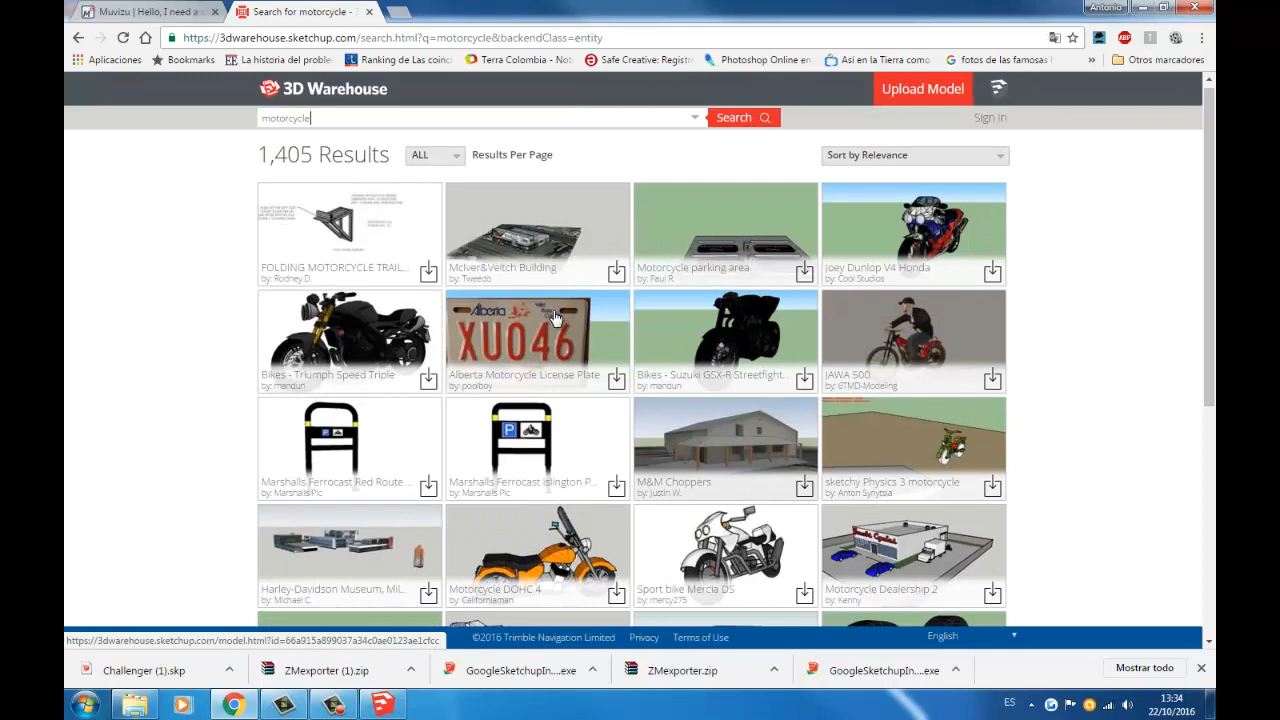 Muvizu | Hello, I need a
Search for motorcycle -
Antonio
https://3dwarehouse.sketchup.com/search.html?q=motorcycle&backendClass=entity
ABP
T
Aplicaciones
Bookmarks
EE La historia del probler
Ranking de las coinci
Terra Colombia - Not
Safe Creative: Registr
Photoshop Online en
Así en la Tierra como
fotos de las famosas l
»
Otros marcadores
3D Warehouse
Upload Model
motorcycle
Search
Sign In
1,405 Results
ALL
Results Per Page
Sort by Relevance
FOLDING MOTORCYCLE TRAIL...
by: Rodney D.
McIver&Veitch Building
by: Tweedo
Motorcycle parking area
by: Paul R
Joey Dunlop V4 Honda
by: Cool Studios
Bikes - Triumph Speed Triple
by: mandun
Alberta
XU046
Alberta Motorcycle License Plate
by: poolboy
Bikes - Suzuki GSX-R Streetfight...
by: mandun
JAWA 500
by: 6TMD-Modeling
P
Marshalls Ferrocast Red Route ...
by: Marshalls Plc.
P
Marshalls Ferrocast Islington P...
by: Marshalls Plc.
M&M Choppers
by: Justin W.
sketchy Physics 3 motorcycle
by: Anton Synytsia
Harley-Davidson Museum, Mil...
by: Michael C.
Motorcycle DOHC 4
by: Californiaman
Sport bike Mercia DS
by: mercy275
Motorcycle Dealership 2
by: Kenny
https://3dwarehouse.sketchup.com/model.html?id=66a915a899037a34c0ae0123ae1cfcc
©2016 Trimble Navigation Limited
Privacy
Terms of Use
English
Challenger (1).skp
ZMexporter (1).zip
GoogleSketchupIn....exe
ZMexporter.zip
GoogleSketchupIn....exe
Mostrar todo
ES
13:34
22/10/2016